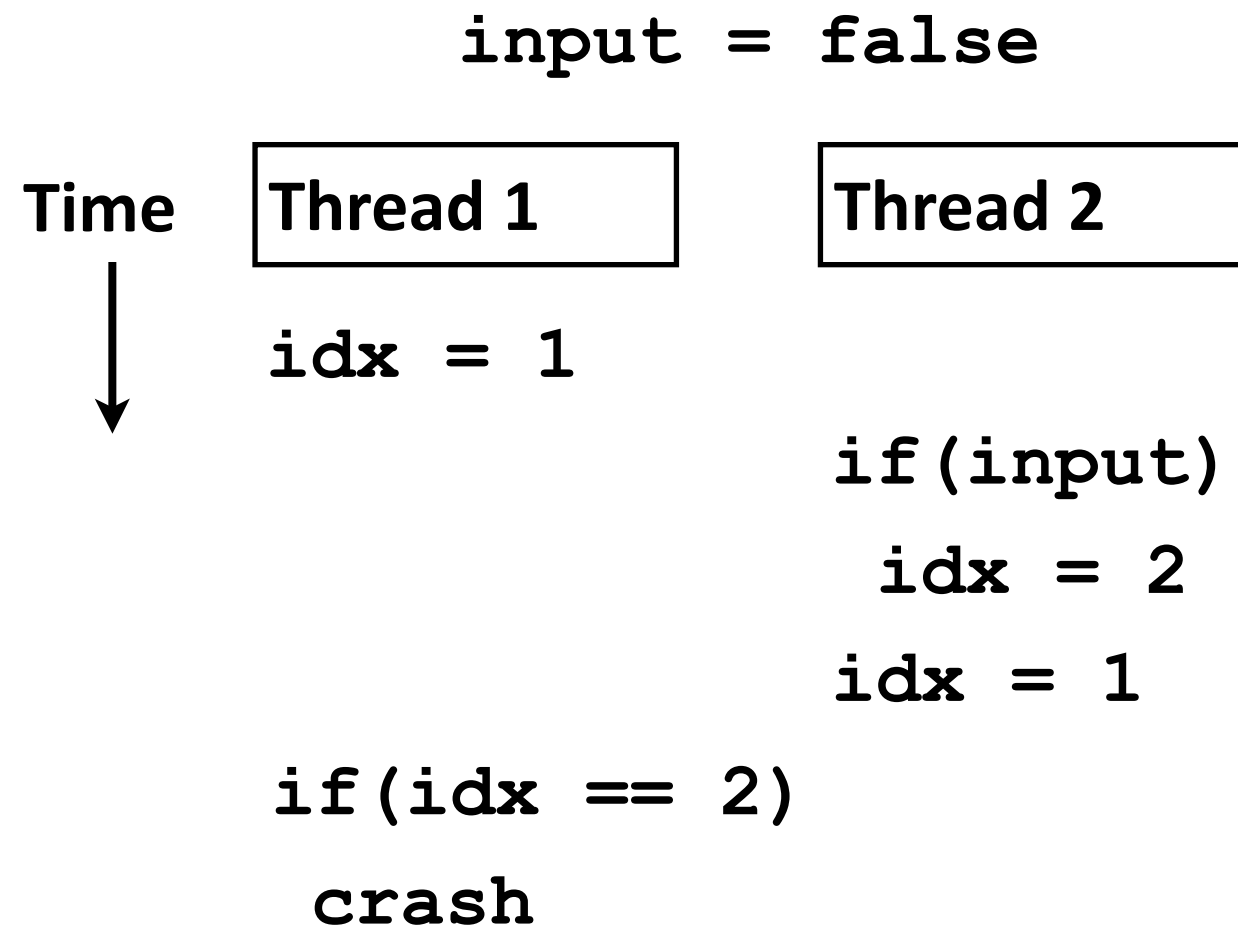 input = false
Time
Thread 1
Thread 2
idx = 1
if(input)
idx = 2
idx = 1
if(idx == 2)
crash